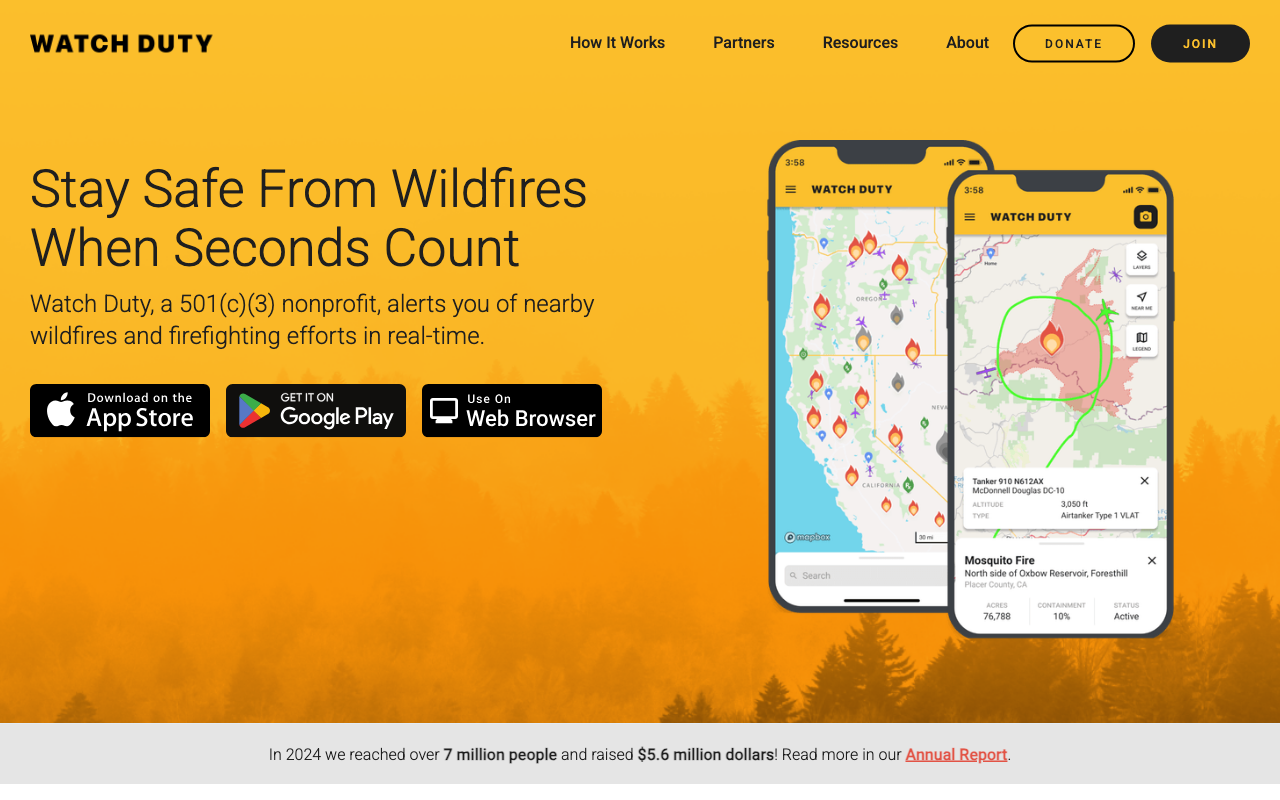 WATCH DUTY
How It Works
Partners
Resources
About
DONATE
JOIN
Stay Safe From Wildfires
When Seconds Count
Watch Duty, a 501(c)(3) nonprofit, alerts you of nearby
wildfires and firefighting efforts in real-time.
Download on the
App Store
GET IT ON
Google Play
Use On
Web Browser
3:58
WATCH DUTY
OREGON
NEVA
CALIFORNIA
mapbox
30 mi
Search
3:58
WATCH DUTY
Home
LAYERS
NEAR ME
LEGEND
Tanker 910 N612AX
McDonnell Douglas DC-10
ALTITUDE 3,050 ft
TYPE Airtanker Type 1 VLAT
Mosquito Fire
North side of Oxbow Reservoir, Foresthill
Placer County, CA
ACRES CONTAINMENT STATUS
76,788 10% Active
In 2024 we reached over 7 million people and raised $5.6 million dollars! Read more in our Annual Report.